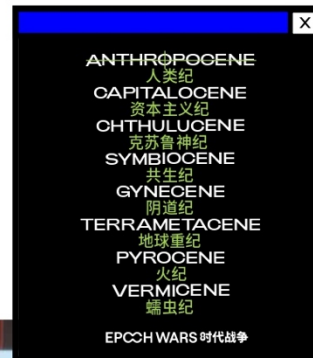 X
ANTHROPOCENE
人类纪
CAPITALOCENE
资本主义纪
CHTHULUCENE
克苏鲁神纪
SYMBIOCENE
共生纪
GYNECENE
阴道纪
TERRAMETACENE
地球重纪
PYROCENE
火纪
VERMICENE
蠕虫纪
EPOCH WARS 时代战争